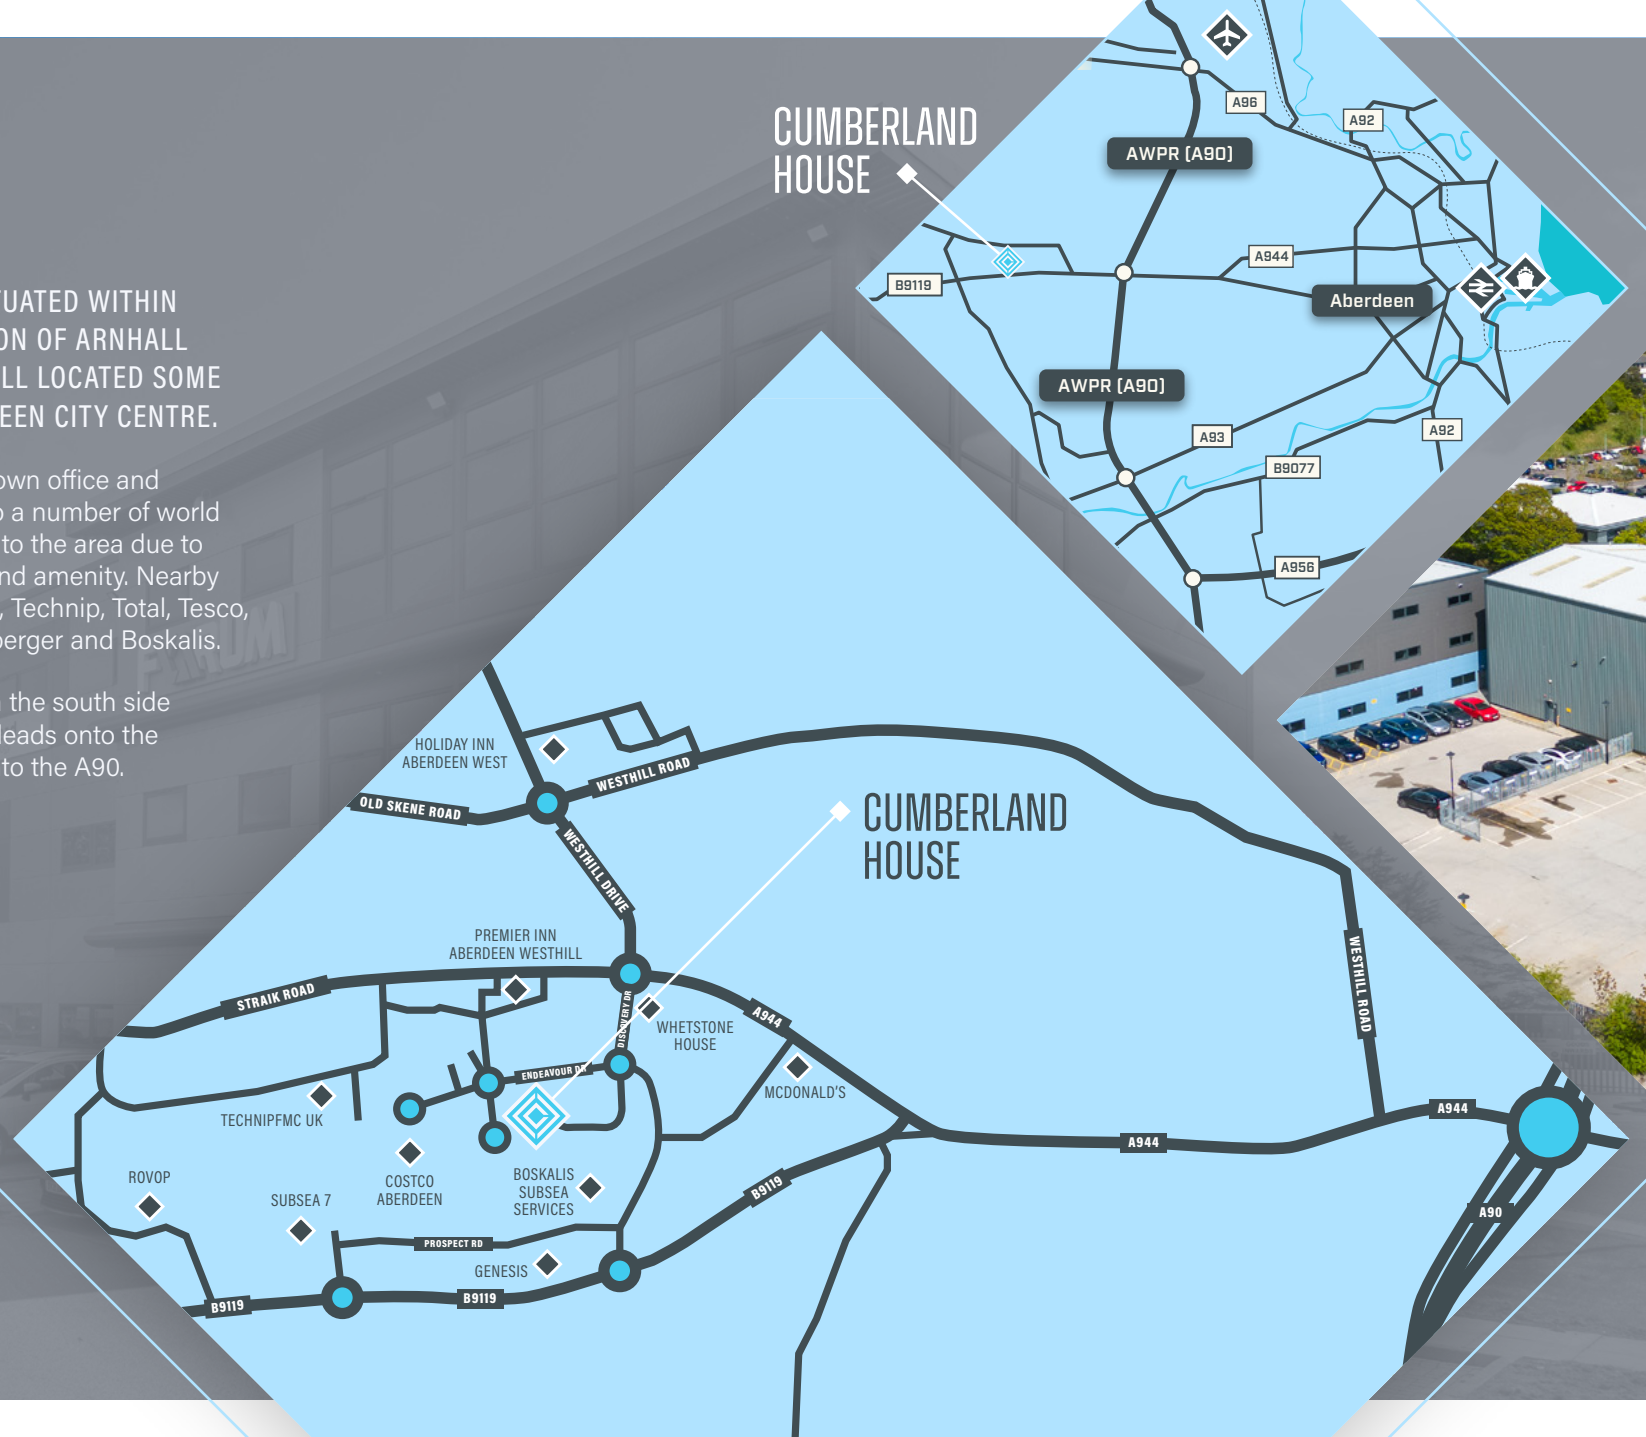 TUATED WITHIN
ON OF ARNHALL
LL LOCATED SOME
EEN CITY CENTRE.
own office and
o a number of world
to the area due to
nd amenity. Nearby
, Technip, Total, Tesco,
berger and Boskalis.
the south side
leads onto the
to the A90.
CUMBERLAND
HOUSE
A96
A92
AWPR (A90)
A944
B9119
Aberdeen
AWPR (A90)
A93
A92
B9077
A956
HOLIDAY INN
ABERDEEN WEST
WESTHILL ROAD
OLD SKENE ROAD
WESTHILL DRIVE
CUMBERLAND
HOUSE
PREMIER INN
ABERDEEN WESTHILL
STRAIK ROAD
DISCOVERY DR
WHETSTONE
HOUSE
A944
WESTHILL ROAD
ENDEAVOUR DR
MCDONALD'S
TECHNIPFMC UK
A944
A944
ROVOP
SUBSEA 7
COSTCO
ABERDEEN
BOSKALIS
SUBSEA
SERVICES
B9119
A90
PROSPECT RD
GENESIS
B9119
B9119